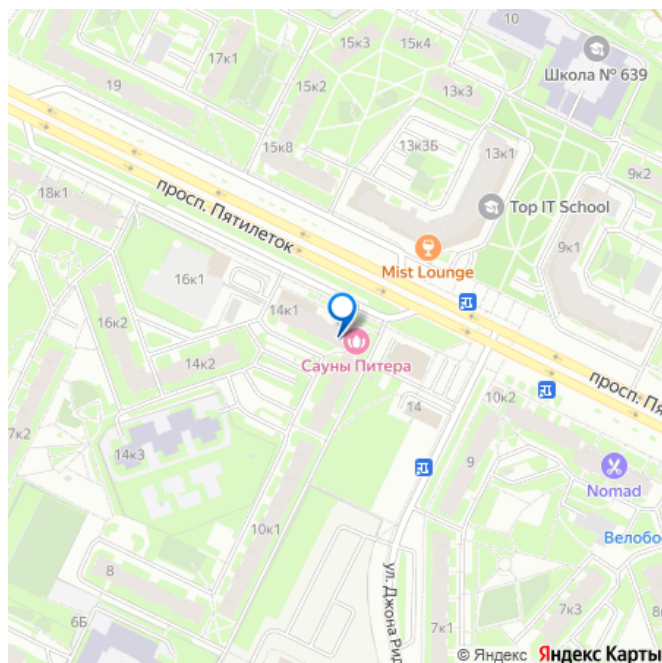 10
17к1
15к3
15к4
Школа № 639
19
15к2
13к3
15к8
13к3Б
13к1
9к2
18к1
просп. Пятилеток
Top IT School
9к1
Mist Lounge
16к1
14к1
16к2
Сауны Питера
14к2
просп. Пя
14
10к2
7к2
14к3
9
Nomad
10к1
Велобо
8
ул. Джона Рид
7к3
8к
6Б
7к1
© Яндекс Яндекс Карты